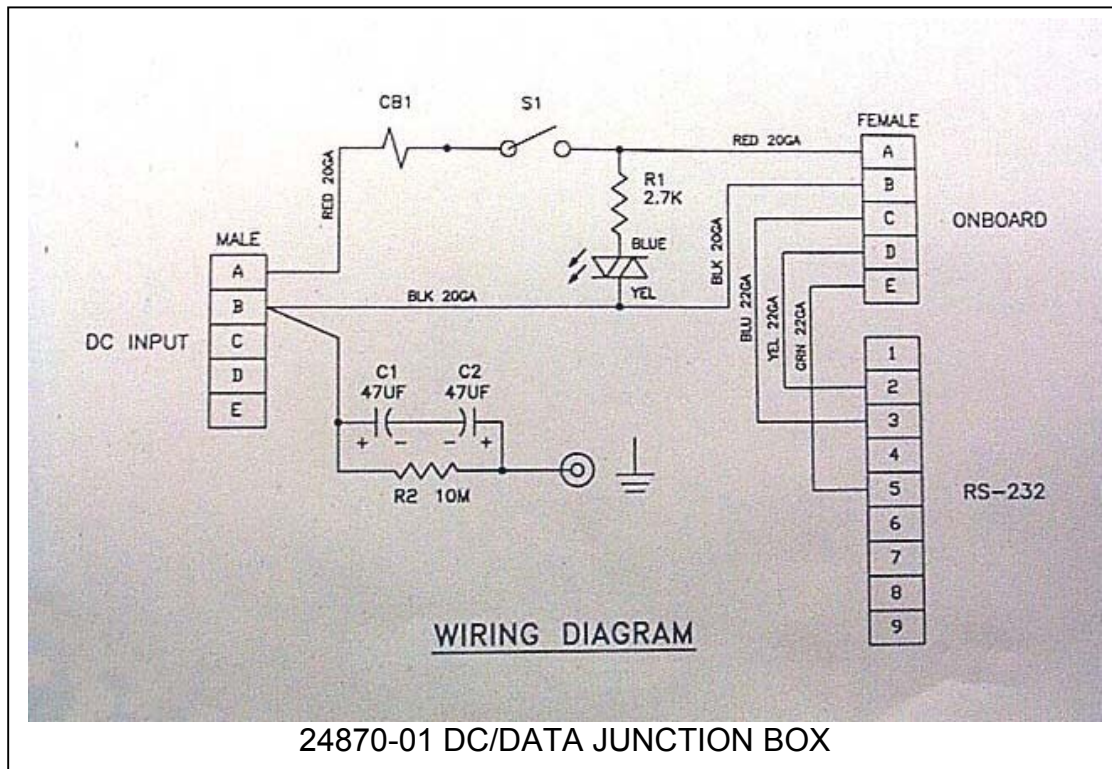 CB1
S1
FEMALE
RED 20GA
RED 20GA
A
B
C
D
E
ONBOARD
R1
2.7K
BLUE
YEL
BLK 20GA
BLU 22GA
YEL 22GA
GRN 22GA
MALE
A
B
C
D
E
DC INPUT
BLK 20GA
C1
47UF
C2
47UF
+
-
-
+
R2 10M
1
2
3
4
5
6
7
8
9
RS-232
WIRING DIAGRAM
24870-01 DC/DATA JUNCTION BOX